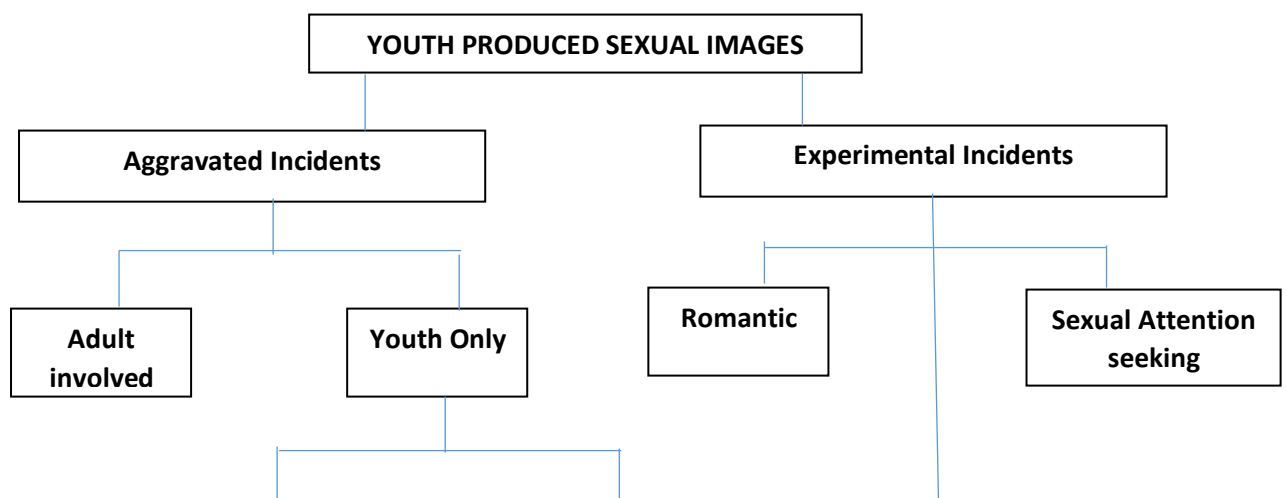 YOUTH PRODUCED SEXUAL IMAGES
Aggravated Incidents
Experimental Incidents
Adult
involved
Youth Only
Romantic
Sexual Attention
seeking